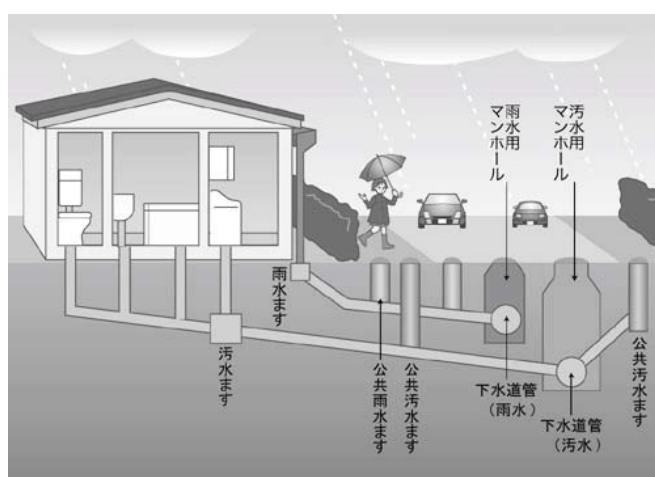 雨水用
マンホール
汚水用
マンホール
雨水ます
汚水ます
公共雨水ます
公共汚水ます
下水道管
(雨水)
下水道管
(汚水)
公共汚水ます